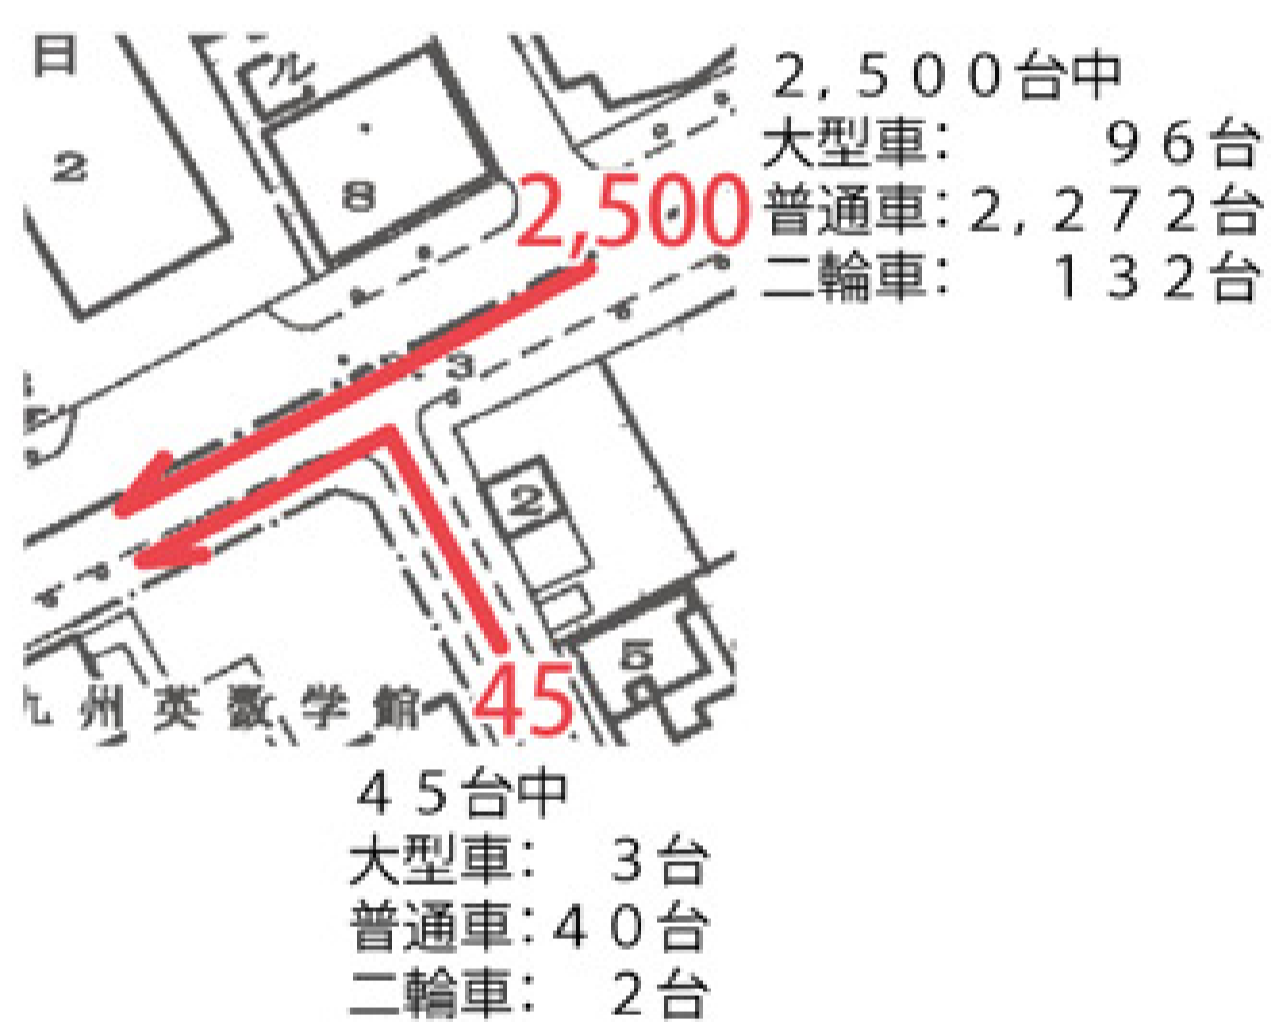 日
ル
2
8
2,500
3
2
5
九州英数学館
45
2,500台中
大型車： 96台
普通車：2,272台
二輪車： 132台
45台中
大型車： 3台
普通車：40台
二輪車： 2台